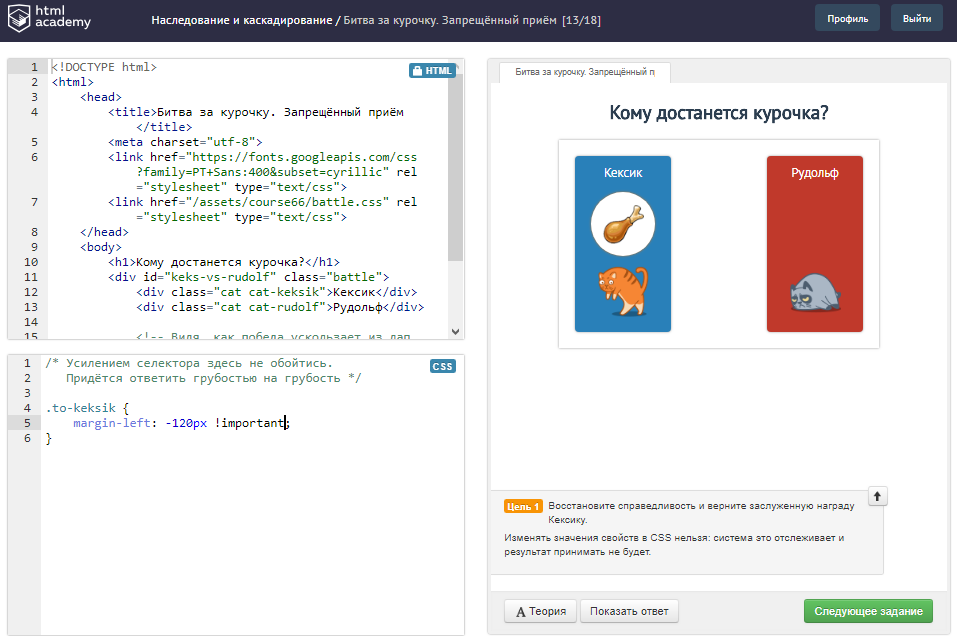 html
academy
Наследование и каскадирование / Битва за курочку. Запрещённый приём [13/18]
Профиль
Выйти
1 <!DOCTYPE html>
HTML
2 <html>
3 <head>
4 <title>Битва за курочку. Запрещённый приём
</title>
5 <meta charset="utf-8">
6 <link href="https://fonts.googleapis.com/css
?family=PT+Sans:400&subset=cyrillic" rel
="stylesheet" type="text/css">
7 <link href="/assets/course66/battle.css" rel
="stylesheet" type="text/css">
8 </head>
9 <body>
10 <h1>Кому достанется курочка?</h1>
11 <div id="keks-vs-rudolf" class="battle">
12 <div class="cat cat-keksik">Кексик</div>
13 <div class="cat cat-rudolf">Рудольф</div>
14
15 <!-- Видя, как победа ускользает из лап
1 /* Усилением селектора здесь не обойтись.
CSS
2 Придётся ответить грубостью на грубость */
3
4 .to-keksik {
5 margin-left: -120px !important;
6 }
Битва за курочку. Запрещённый п
Кому достанется курочка?
Кексик
Рудольф
Цель 1 Восстановите справедливость и верните заслуженную награду
Кексику.
Изменять значения свойств в CSS нельзя: система это отслеживает и
результат принимать не будет.
А Теория
Показать ответ
Следующее задание